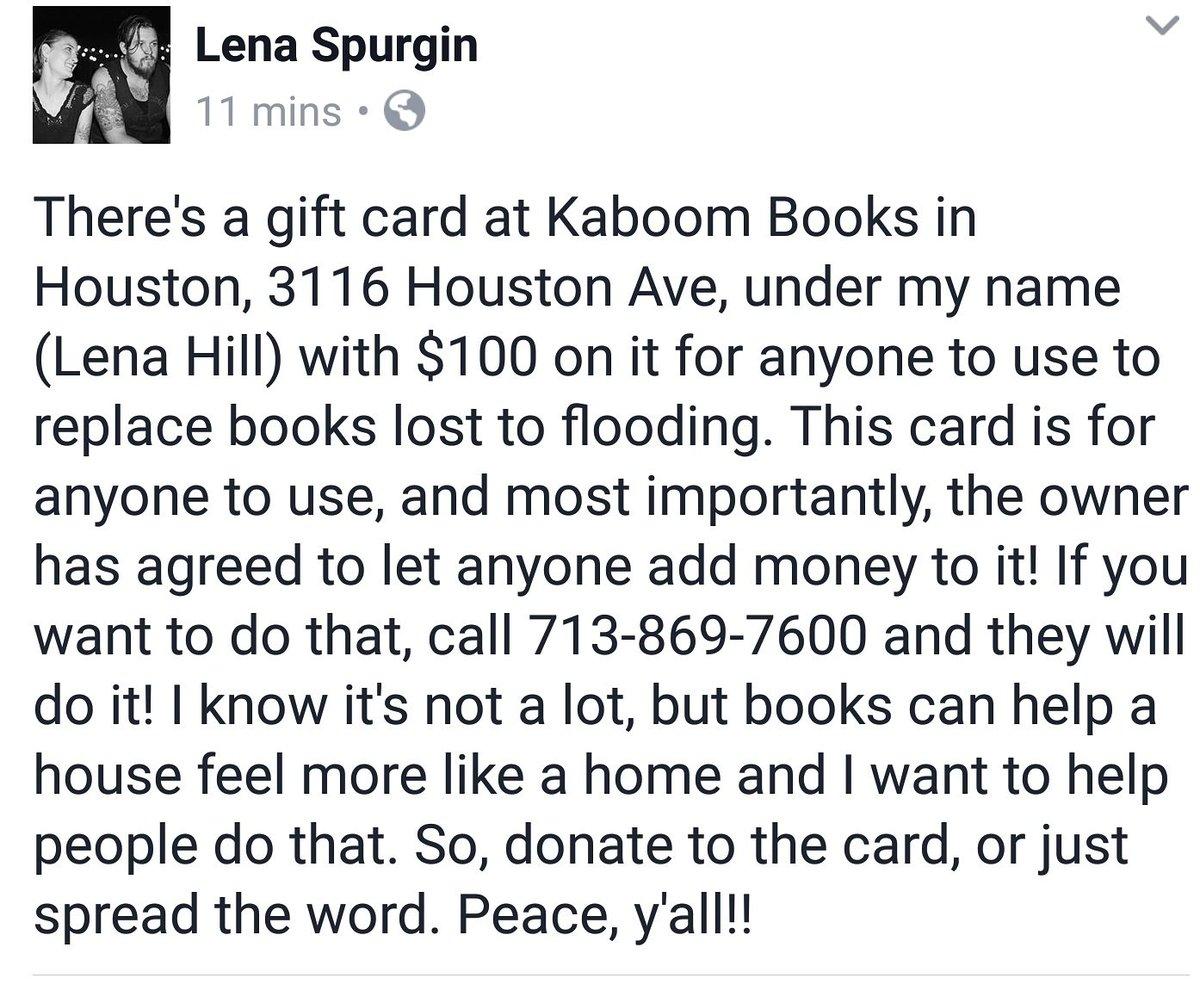 Lena Spurgin
11 mins •
There's a gift card at Kaboom Books in
Houston, 3116 Houston Ave, under my name
(Lena Hill) with $100 on it for anyone to use to
replace books lost to flooding. This card is for
anyone to use, and most importantly, the owner
has agreed to let anyone add money to it! If you
want to do that, call 713-869-7600 and they will
do it! I know it's not a lot, but books can help a
house feel more like a home and I want to help
people do that. So, donate to the card, or just
spread the word. Peace, y'all!!